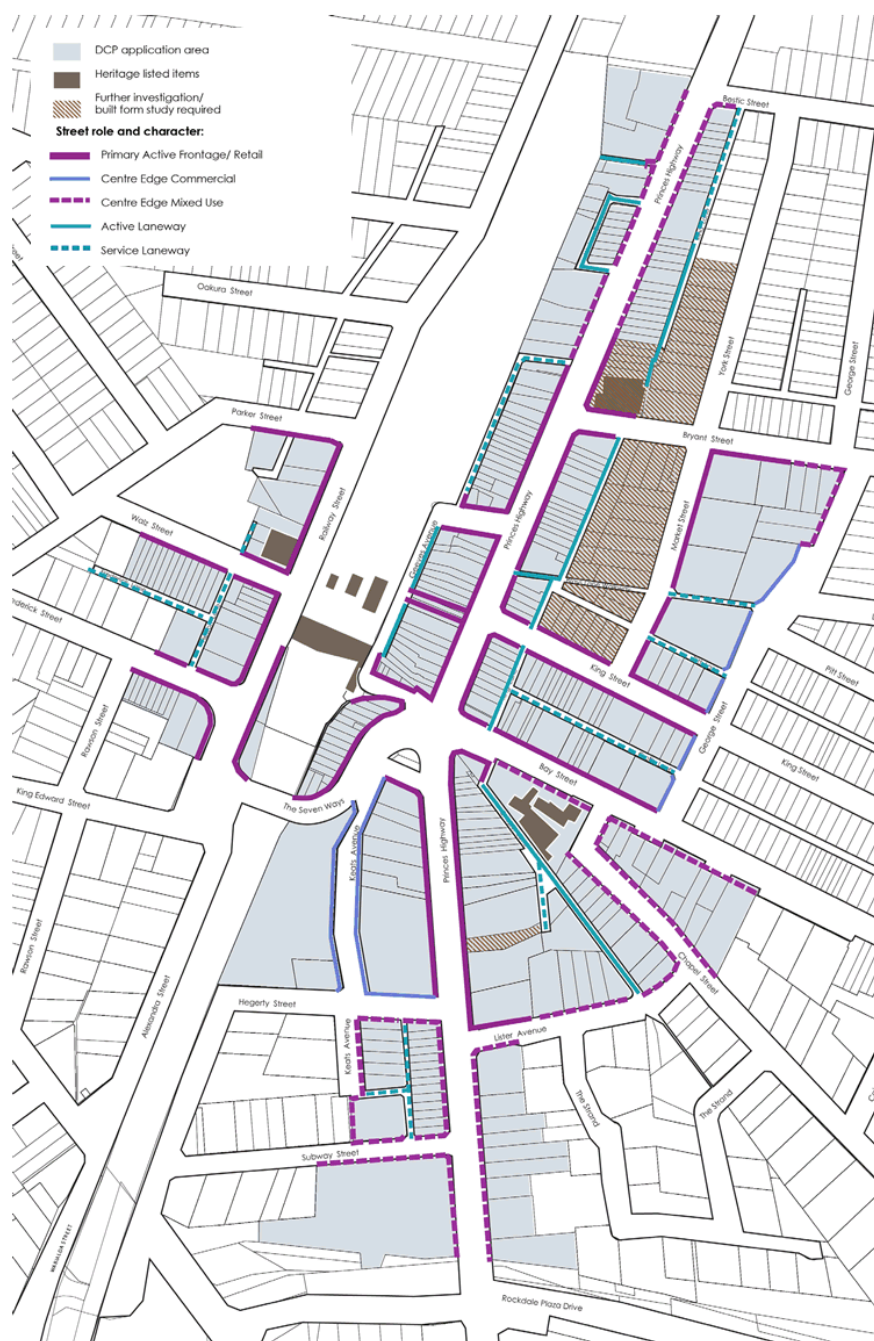 DCP application area
Heritage listed items
Further investigation/
built form study required
Street role and character:
Primary Active Frontage/ Retail
Centre Edge Commercial
Centre Edge Mixed Use
Active Laneway
Service Laneway
Bestic Street
Princes Highway
Oakura Street
York Street
George Street
Parker Street
Bryant Street
Railway Street
Walz Street
Geeves Avenue
Princes Highway
Market Street
ederick Street
King Street
Pitt Street
Rawson Street
George Street
King Street
Bay Street
King Edward Street
The Seven Ways
Keats Avenue
Princes Highway
Rawson Street
Alexandra Street
Chapel Street
Hegerty Street
Keats Avenue
Lister Avenue
The Strand
The Strand
Subway Street
Rockdale Plaza Drive